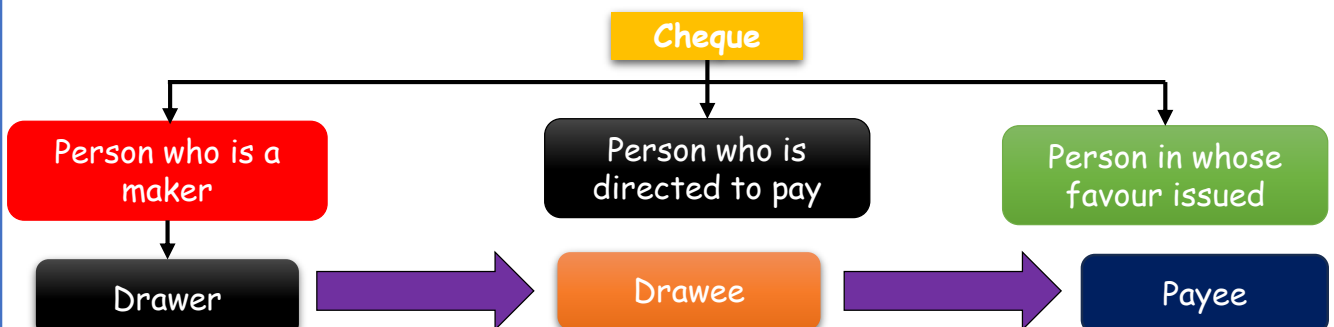 Cheque
Person who is a
maker
Person who is
directed to pay
Person in whose
favour issued
Drawer
Drawee
Payee